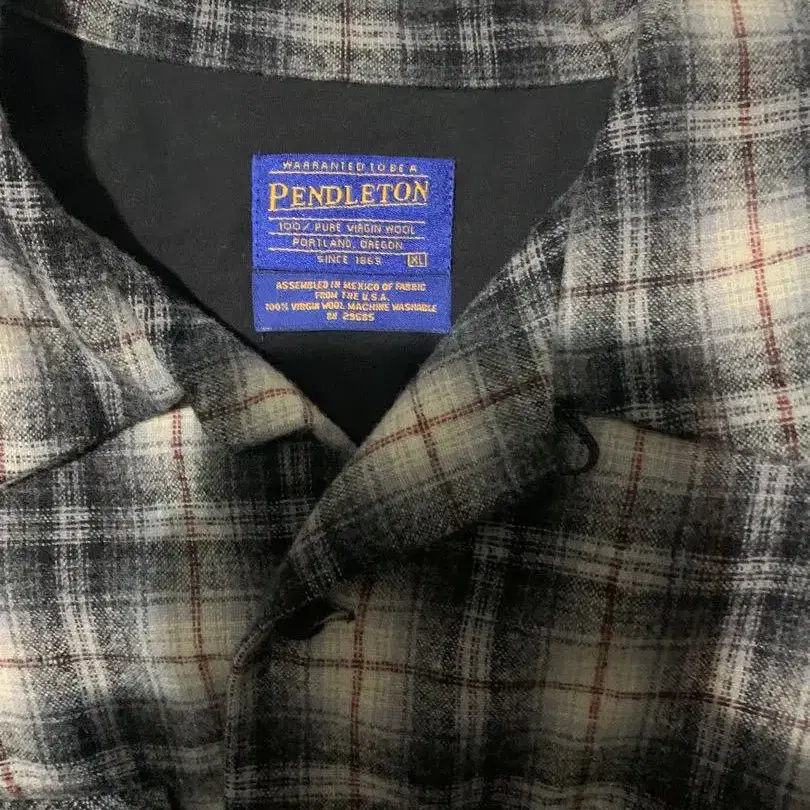 WARRANTED TO BE A
PENDLETON
100% PURE VIRGIN WOOL
PORTLAND, OREGON
SINCE 1863 XL
ASSEMBLED IN MEXICO OF FABRIC
FROM THE U.S.A.
100% VIRGIN WOOL MACHINE WASHABLE
RN 29685